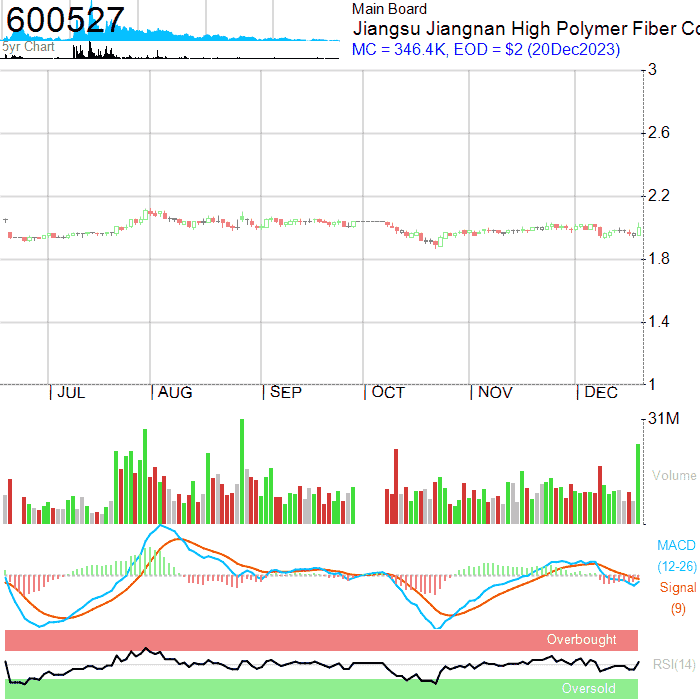 600527
5yr Chart
Main Board
Jiangsu Jiangnan High Polymer Fiber Co
MC = 346.4K, EOD = $2 (20Dec2023)
3
2.6
2.2
1.8
1.4
1
JUL
AUG
SEP
OCT
NOV
DEC
31M
Volume
MACD
(12-26)
Signal
(9)
Overbought
RSI(14)
Oversold